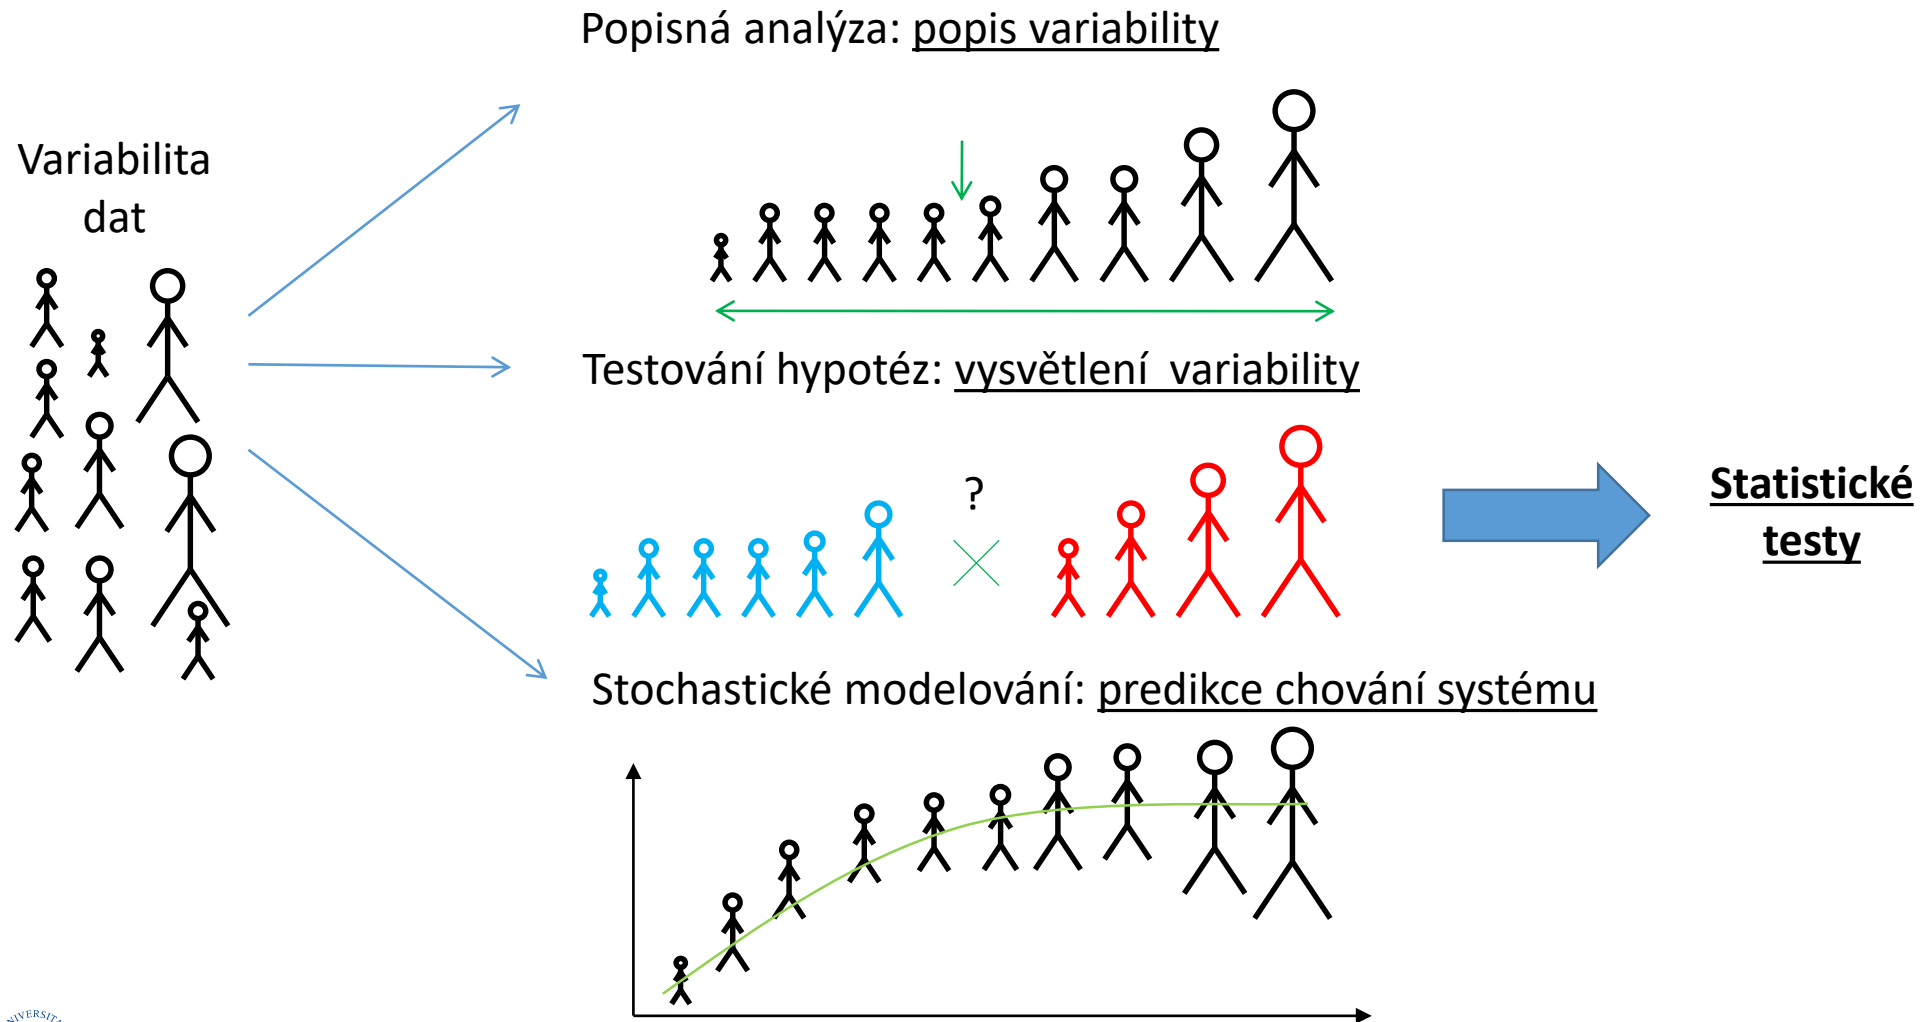 Popisná analýza: popis variability
Variabilita
dat
Testování hypotéz: vysvětlení variability
?
Statistické
testy
Stochastické modelování: predikce chování systému